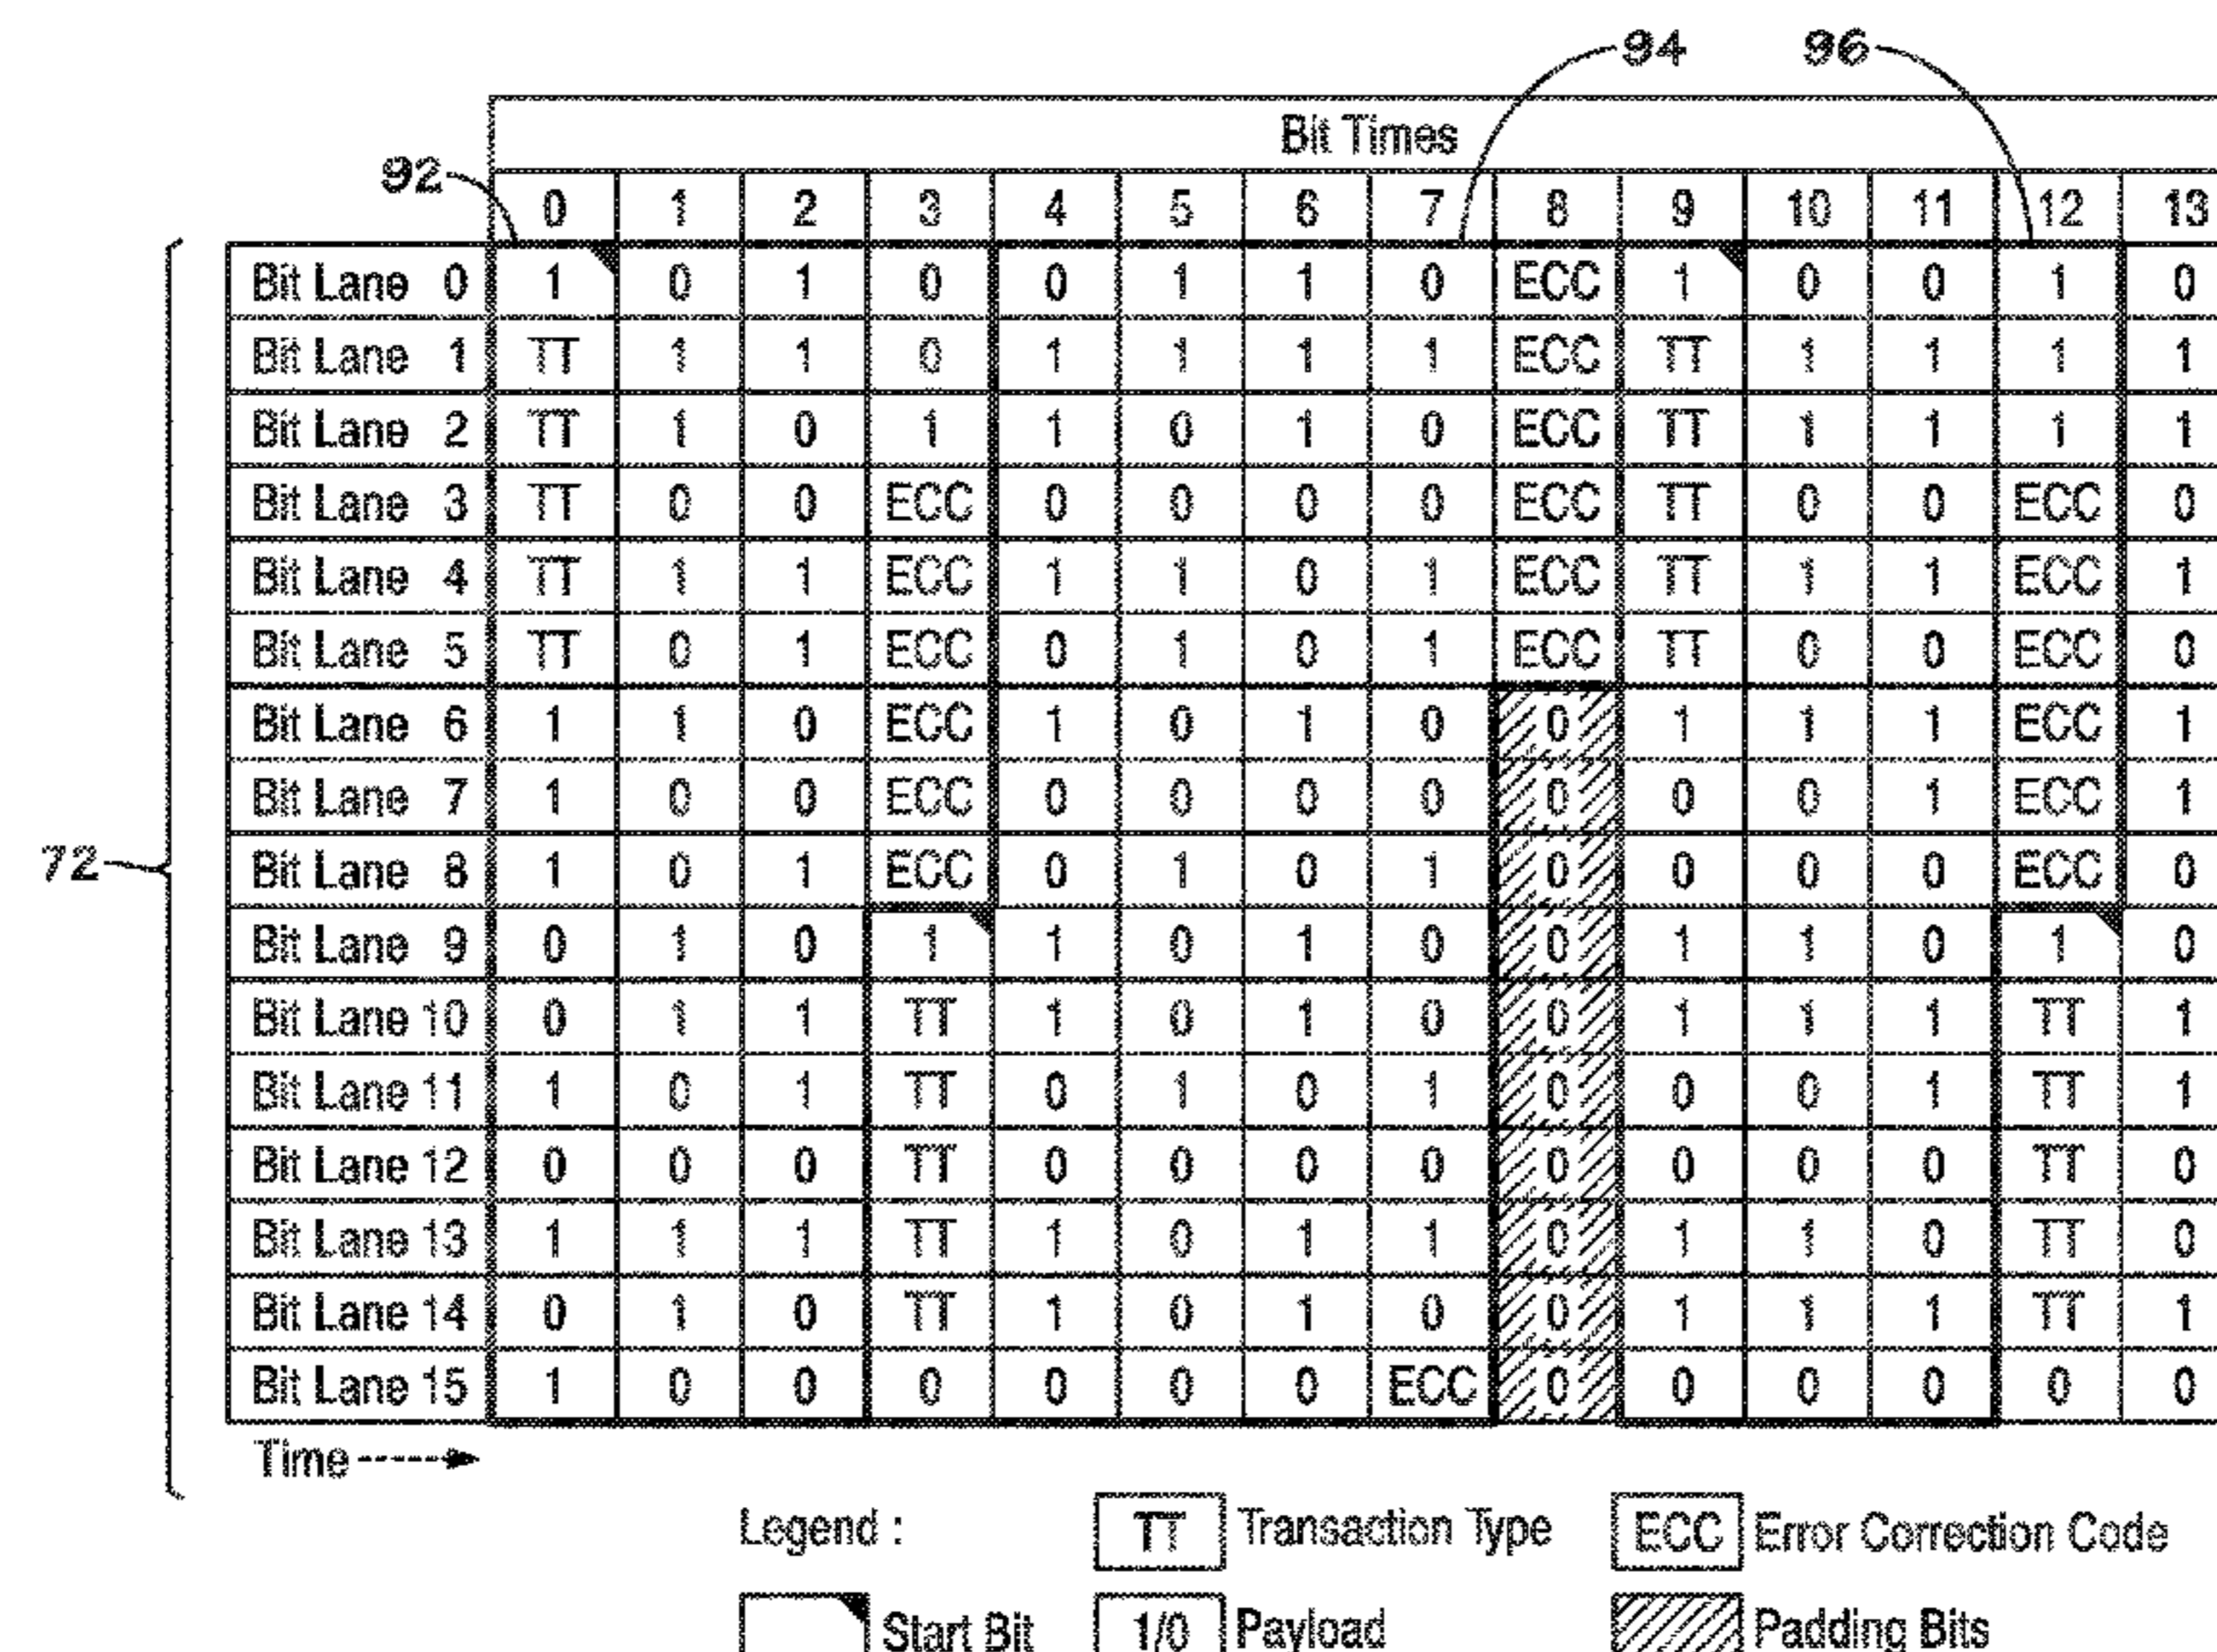 94 96
Bit Times
92
0 1 2 3 4 5 6 7 8 9 10 11 12 13
Bit Lane 0 1 0 1 0 0 1 1 0 ECC 1 0 0 1 0
Bit Lane 1 TT 1 1 0 1 1 1 1 ECC TT 1 1 1 1
Bit Lane 2 TT 1 0 1 1 0 1 0 ECC TT 1 1 1 1
Bit Lane 3 TT 0 0 ECC 0 0 0 0 ECC TT 0 0 ECC 0
Bit Lane 4 TT 1 1 ECC 1 1 0 1 ECC TT 1 1 ECC 1
Bit Lane 5 TT 0 1 ECC 0 1 0 1 ECC TT 0 0 ECC 0
Bit Lane 6 1 1 0 ECC 1 0 1 0 0 1 1 1 ECC 1
Bit Lane 7 1 0 0 ECC 0 0 0 0 0 0 0 1 ECC 1
72
Bit Lane 8 1 0 1 ECC 0 1 0 1 0 0 0 0 ECC 0
Bit Lane 9 0 1 0 1 1 0 1 0 0 1 1 0 1 0
Bit Lane 10 0 1 1 TT 1 0 1 0 0 1 1 1 TT 1
Bit Lane 11 1 0 1 TT 0 1 0 1 0 0 0 1 TT 1
Bit Lane 12 0 0 0 TT 0 0 0 0 0 0 0 0 TT 0
Bit Lane 13 1 1 1 TT 1 0 1 1 0 1 1 0 TT 0
Bit Lane 14 0 1 0 TT 1 0 1 0 0 1 1 1 TT 1
Bit Lane 15 1 0 0 0 0 0 0 ECC 0 0 0 0 0 0
Time
Legend : TT Transaction Type ECC Error Correction Code
Start Bit 1/0 Payload Padding Bits